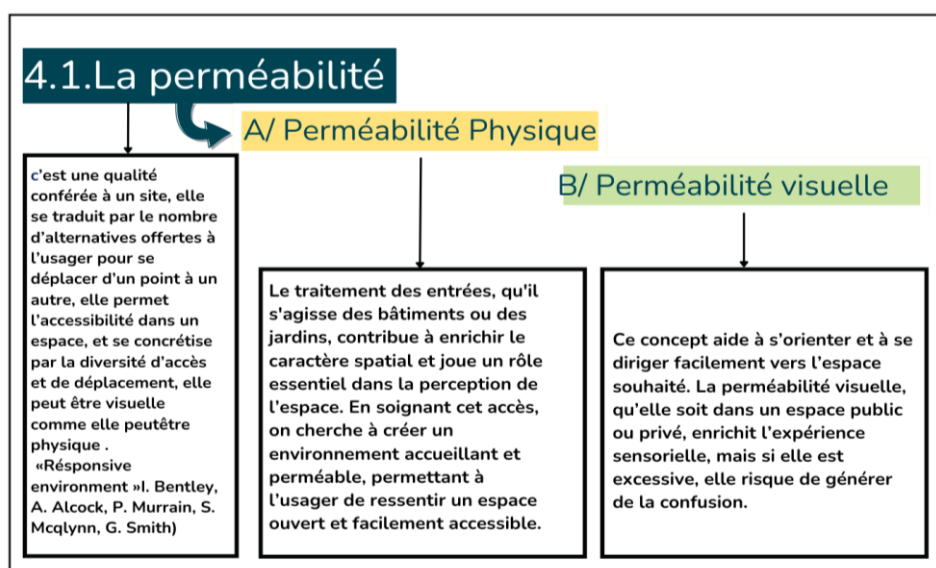 4.1.La perméabilité
A/ Perméabilité Physique
B/ Perméabilité visuelle
c'est une qualité
conférée à un site, elle
se traduit par le nombre
d'alternatives offertes à
l'usager pour se
déplacer d'un point à un
autre, elle permet
l'accessibilité dans un
espace, et se concrétise
par la diversité d'accès
et de déplacement, elle
peut être visuelle
comme elle peutêtre
physique .
«Résponsive
environment »I. Bentley,
A. Alcock, P. Murrain, S.
Mcqlynn, G. Smith)
Le traitement des entrées, qu'il
s'agisse des bâtiments ou des
jardins, contribue à enrichir le
caractère spatial et joue un rôle
essentiel dans la perception de
l'espace. En soignant cet accès,
on cherche à créer un
environnement accueillant et
perméable, permettant à
l'usager de ressentir un espace
ouvert et facilement accessible.
Ce concept aide à s'orienter et à se
diriger facilement vers l'espace
souhaité. La perméabilité visuelle,
qu'elle soit dans un espace public
ou privé, enrichit l'expérience
sensorielle, mais si elle est
excessive, elle risque de générer
de la confusion.